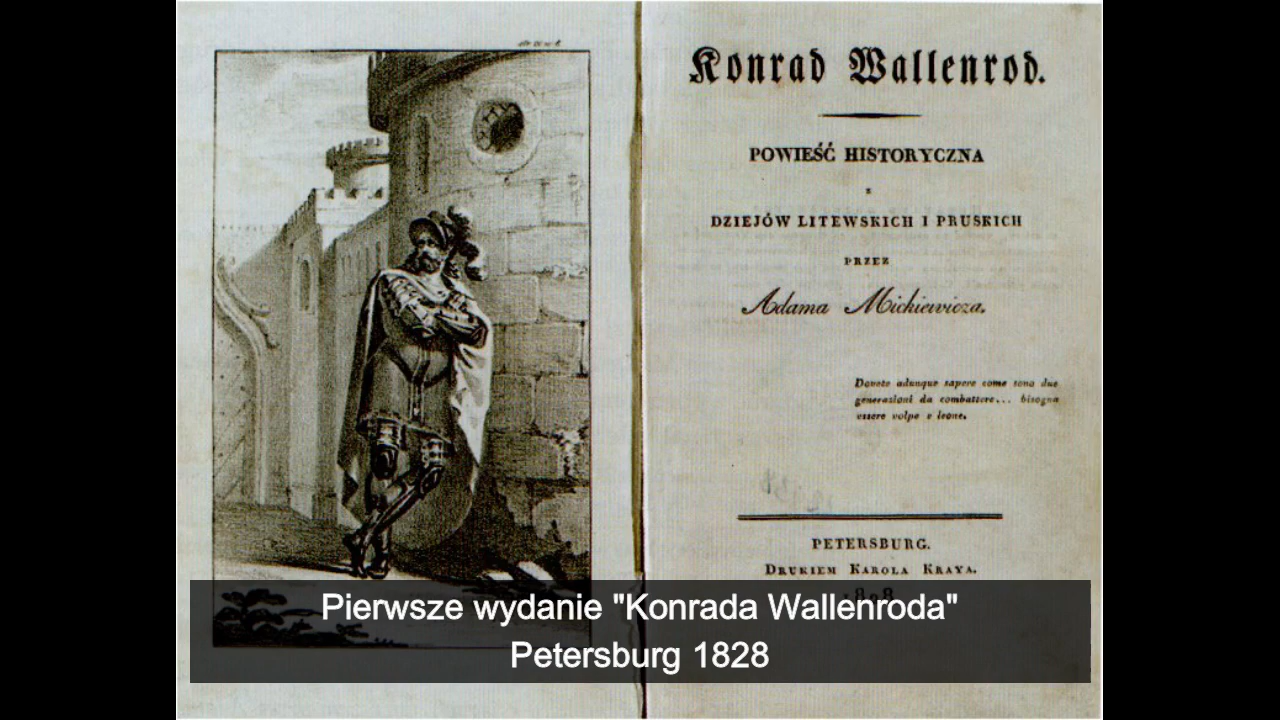 Konrad Wallenrod.
POWIEŚĆ HISTORYCZNA
z
DZIEJÓW LITEWSKICH I PRUSKICH
PRZEZ
Adama Mickiewicza.
Dovete adunque sapere come sono due
generazioni da combattere... bisogna
essere volpe e leone.
PETERSBURG.
DRUKIEM KAROLA KRAYA.
1828
Pierwsze wydanie "Konrada Wallenroda"
Petersburg 1828